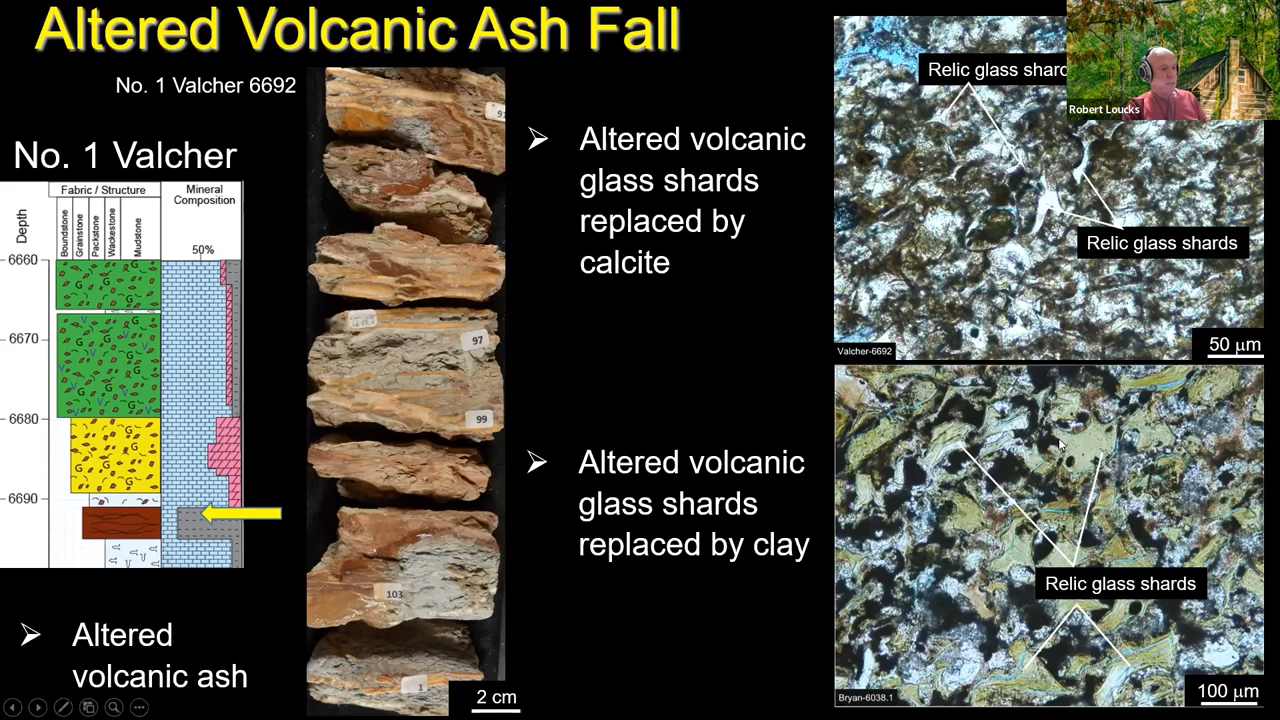 Altered Volcanic Ash Fall
No. 1 Valcher 6692
No. 1 Valcher
Fabric / Structure
Mineral
Composition
Depth
Boundstone
Grainstone
Packstone
Wackestone
Mudstone
50%
6660
6670
6680
6690
G
G
G
G
G
G
V
V
G
V
G
V
G
V
G
G
G
G
G
Altered
volcanic ash
97
99
103
1
2 cm
Altered volcanic
glass shards
replaced by
calcite
Altered volcanic
glass shards
replaced by clay
Relic glass shard
Robert Loucks
Relic glass shards
50 μm
Valcher-6692
Relic glass shards
100 μm
Bryan-6038.1